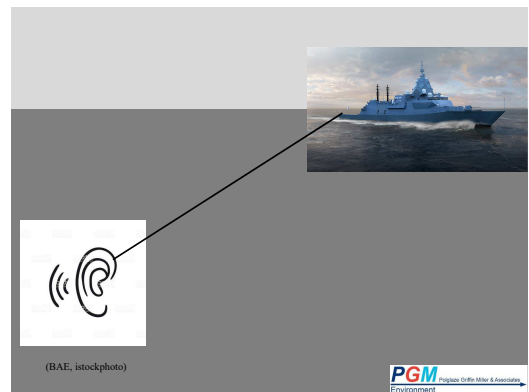 (BAE, istockphoto)
PGM Polglaze Griffin Miller & Associates
Environment